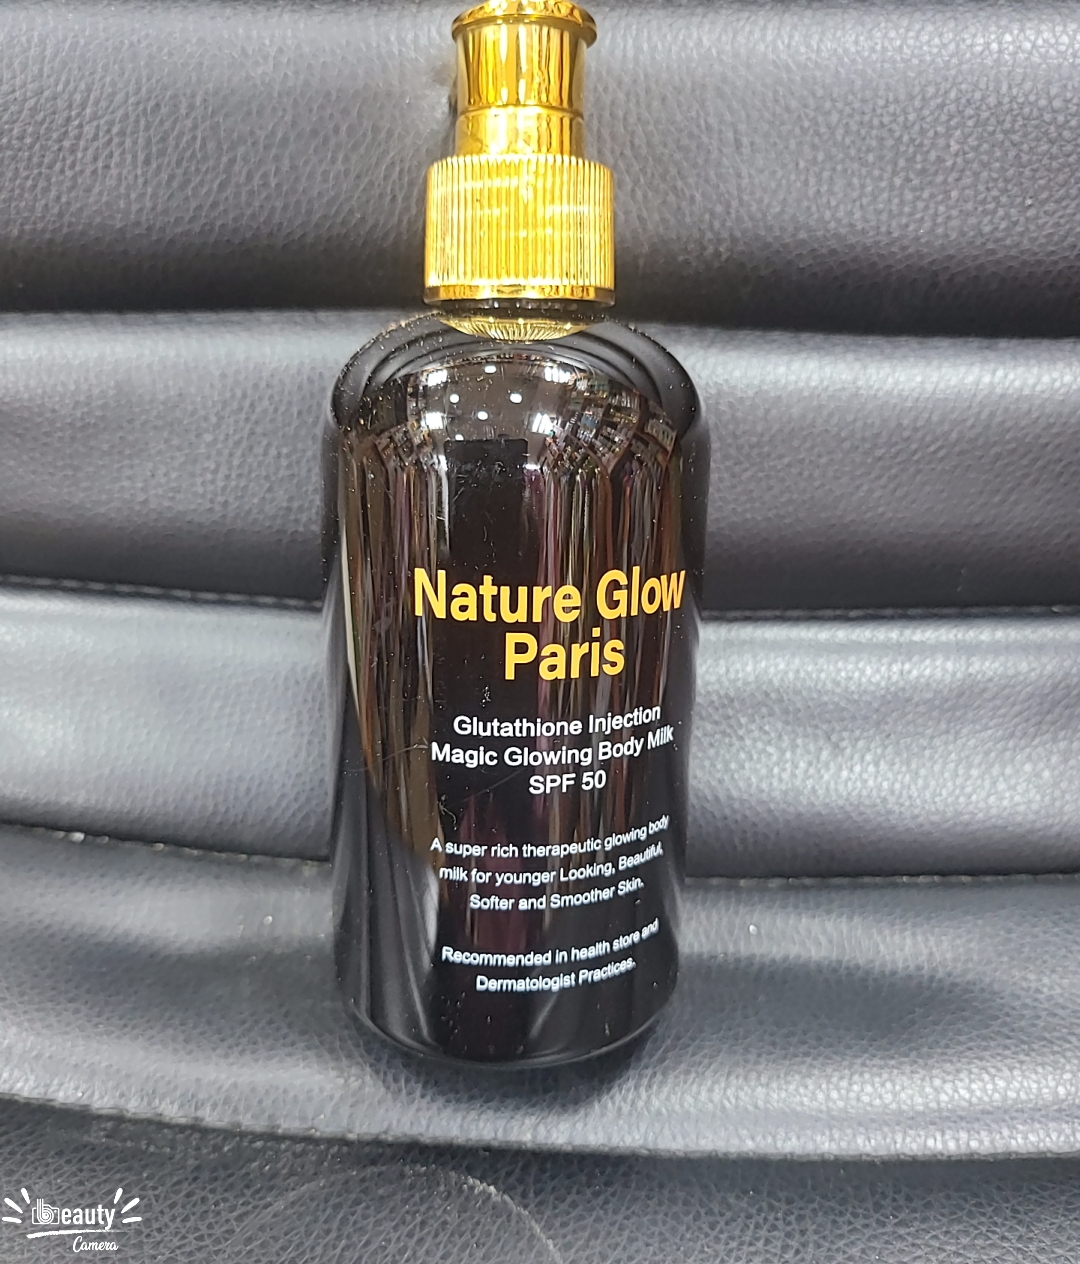 Nature Glow
Paris
Glutathione Injection
Magic Glowing Body Milk
SPF 50
A super rich therapeutic glowing body
milk for younger Looking, Beautiful,
Softer and Smoother Skin.
Recommended in health store and
Dermatologist Practices.
beauty
Camera